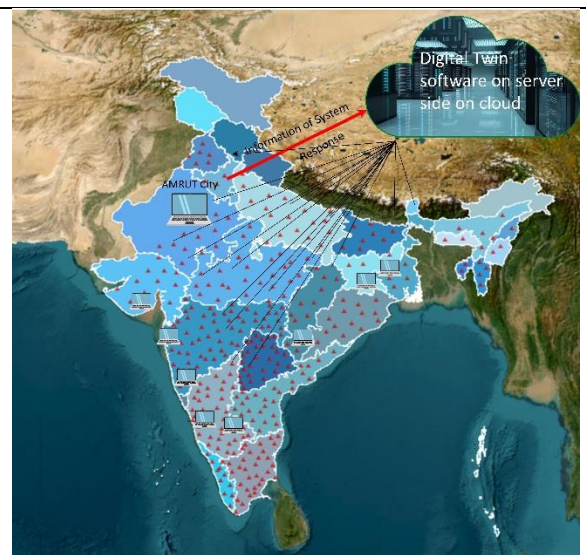 Digital Twin
software on server
side on cloud
Information of System
Response
AMRUT City